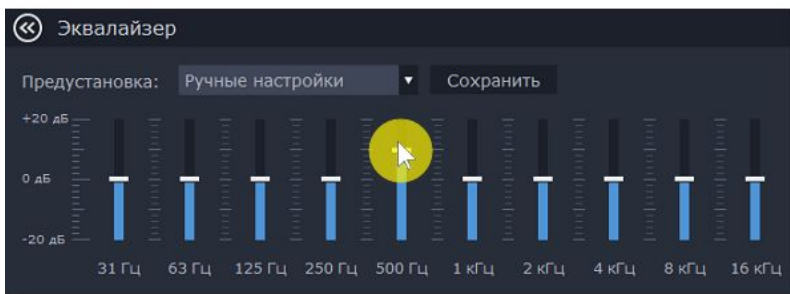 Эквалайзер
Предустановка: Ручные настройки Сохранить
+20 дБ
0 дБ
-20 дБ
31 Гц 63 Гц 125 Гц 250 Гц 500 Гц 1 кГц 2 кГц 4 кГц 8 кГц 16 кГц